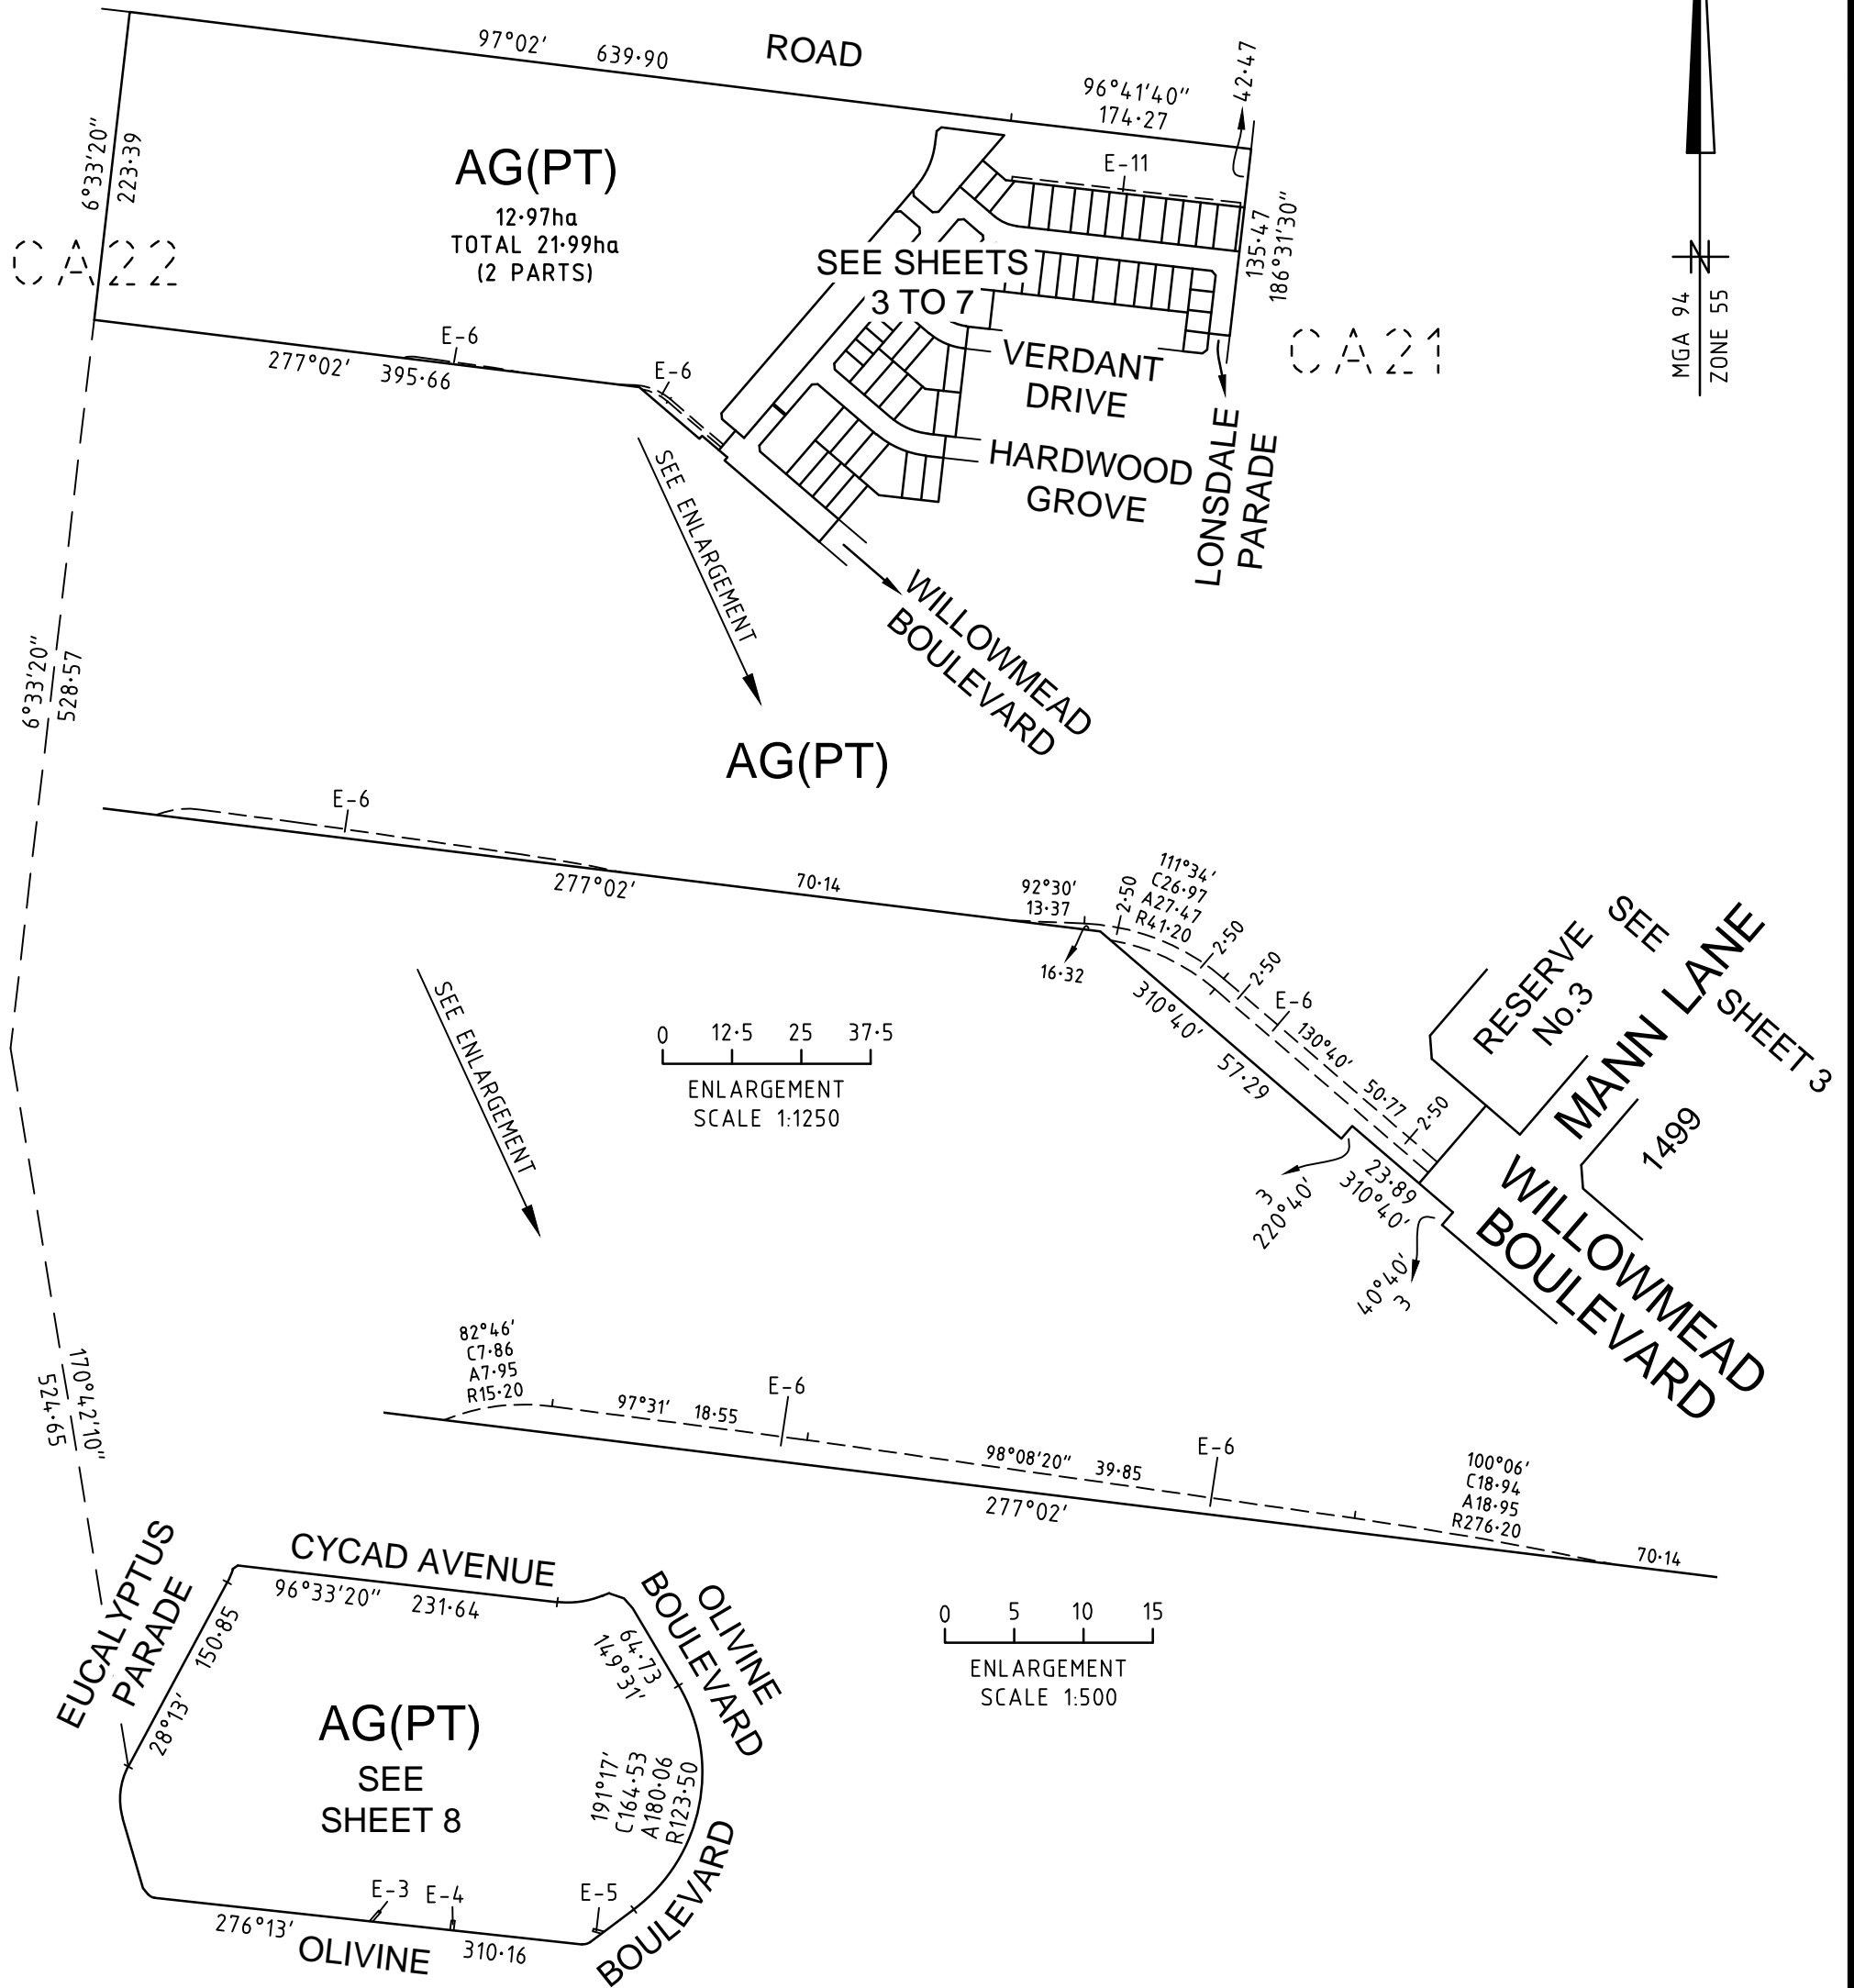 97°02' 639·90
ROAD
96°41'40"
174·27
42·47
6°33'20"
223·39
AG(PT)
12·97ha
TOTAL 21·99ha
(2 PARTS)
CA22
E-11
135·47
186°31'30"
SEE SHEETS
3 TO 7
CA21
MGA 94
ZONE 55
N
E-6
277°02' 395·66
E-6
VERDANT
DRIVE
HARDWOOD
GROVE
LONSDALE
PARADE
SEE ENLARGEMENT
WILLOWMEAD
BOULEVARD
6°33'20"
528·57
AG(PT)
E-6
277°02'
70·14
92°30'
13·37
16·32
2·50
111°34'
C26·97
A27·47
R41·20
2·50
2·50
E-6
130°40' 50·77
2·50
310°40' 57·29
RESERVE
No.3
SEE
SHEET 3
MANN LANE
1499
3
220°40'
23·89
310°40'
40°40'
3
WILLOWMEAD
BOULEVARD
SEE ENLARGEMENT
0 12·5 25 37·5
ENLARGEMENT
SCALE 1:1250
170°42'10"
524·65
82°46'
C7·86
A7·95
R15·20
97°31' 18·55
E-6
98°08'20" 39·85
E-6
277°02'
100°06'
C18·94
A18·95
R276·20
70·14
0 5 10 15
ENLARGEMENT
SCALE 1:500
EUCALYPTUS
PARADE
CYCAD AVENUE
96°33'20" 231·64
OLIVINE
BOULEVARD
64·73
149°31'
28°13' 150·85
AG(PT)
SEE
SHEET 8
191°17'
C164·53
A180·06
R123·50
E-3
E-4
E-5
276°13' 310·16
OLIVINE
BOULEVARD